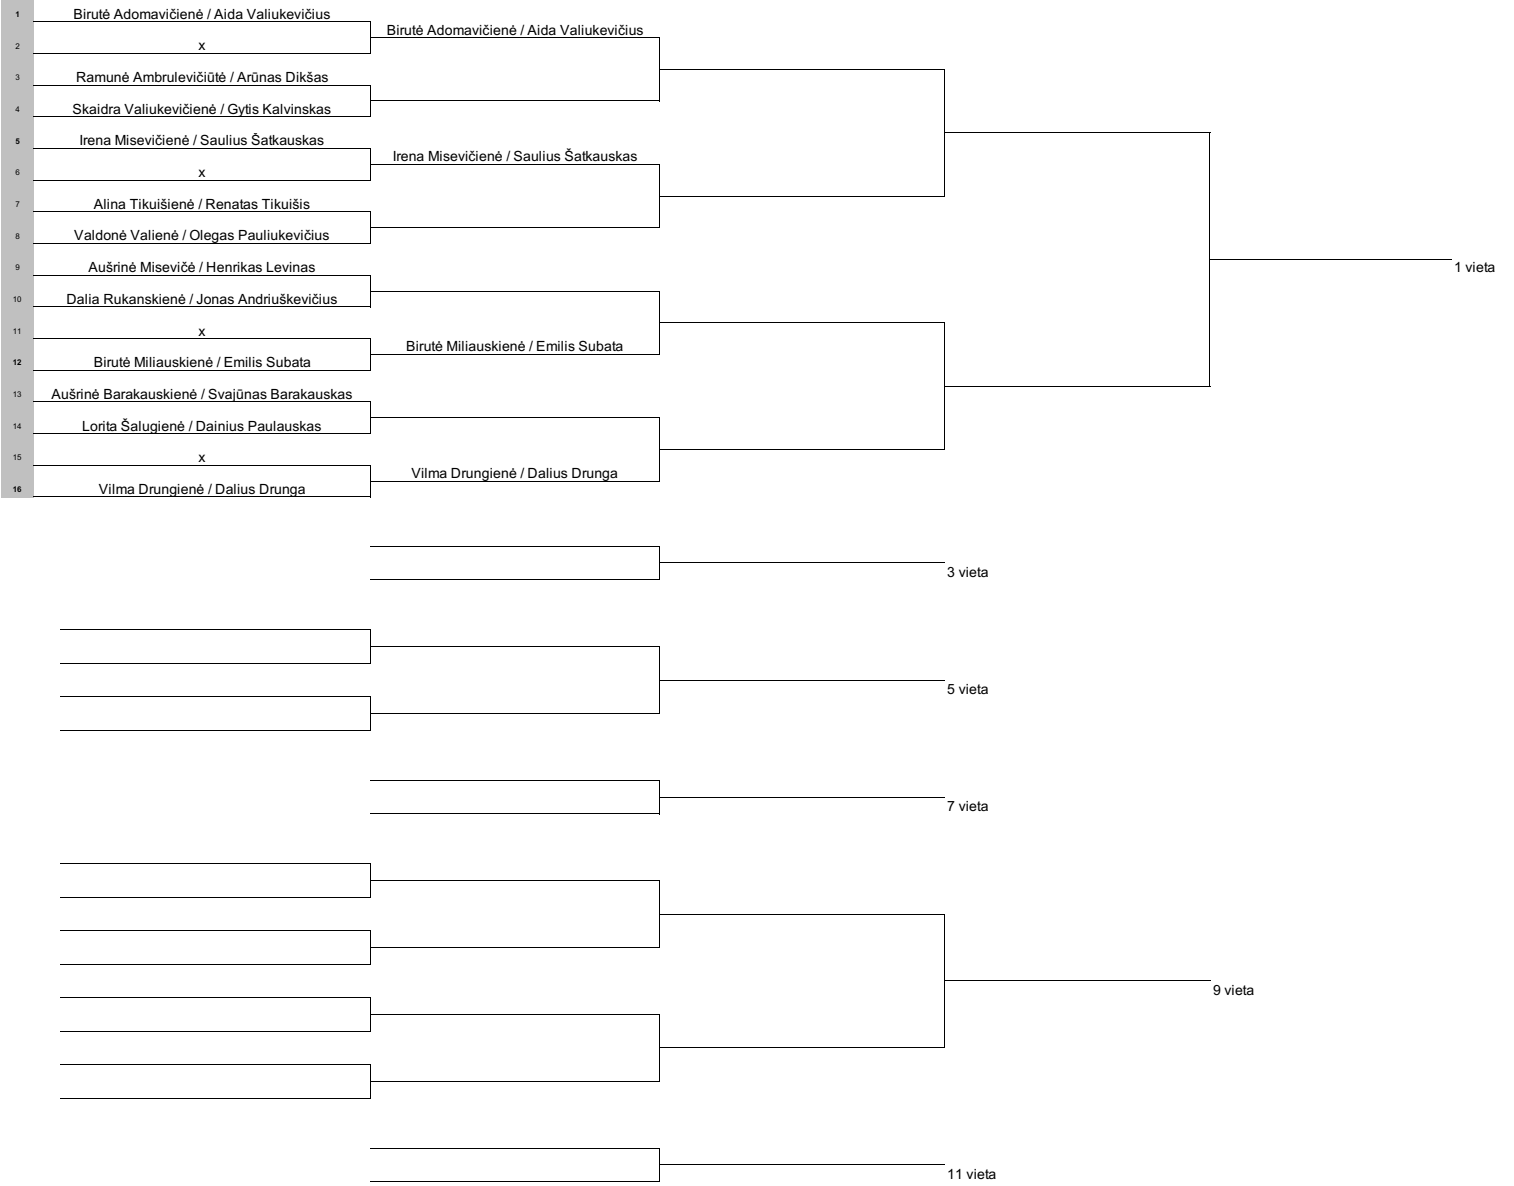 1 Birutė Adomavičienė / Aida Valiukevičius
Birutė Adomavičienė / Aida Valiukevičius
2 x
3 Ramunė Ambrulevičiūtė / Arūnas Dikšas
4 Skaidra Valiukevičienė / Gytis Kalvinskas
5 Irena Misevičienė / Saulius Šatkauskas
Irena Misevičienė / Saulius Šatkauskas
6 x
7 Alina Tikuišienė / Renatas Tikuišis
8 Valdonė Valienė / Olegas Pauliukevičius
9 Aušrinė Misevičė / Henrikas Levinas
1 vieta
10 Dalia Rukanskienė / Jonas Andriuškevičius
11 x
Birutė Miliauskienė / Emilis Subata
12 Birutė Miliauskienė / Emilis Subata
13 Aušrinė Barakauskienė / Svajūnas Barakauskas
14 Lorita Šalugienė / Dainius Paulauskas
15 x
Vilma Drungienė / Dalius Drunga
16 Vilma Drungienė / Dalius Drunga
3 vieta
5 vieta
7 vieta
9 vieta
11 vieta